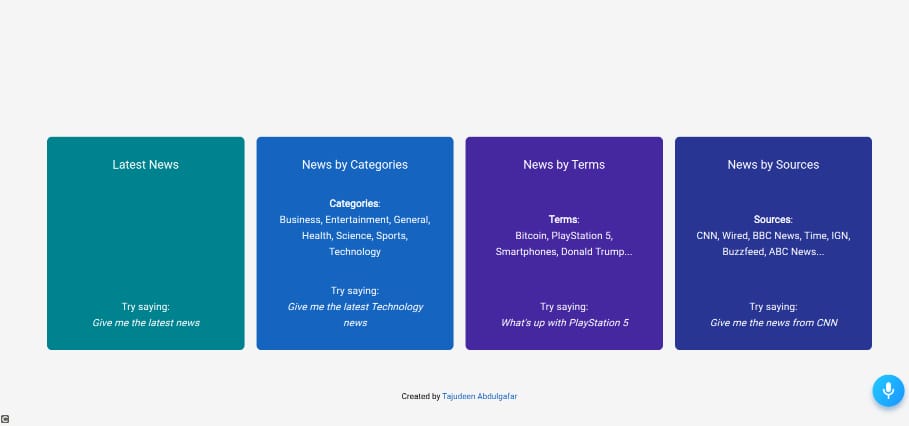 Latest News
Try saying:
Give me the latest news
News by Categories
Categories:
Business, Entertainment, General,
Health, Science, Sports,
Technology
Try saying:
Give me the latest Technology
news
News by Terms
Terms:
Bitcoin, PlayStation 5,
Smartphones, Donald Trump...
Try saying:
What's up with PlayStation 5
News by Sources
Sources:
CNN, Wired, BBC News, Time, IGN,
Buzzfeed, ABC News...
Try saying:
Give me the news from CNN
Created by Tajudeen Abdulgafar